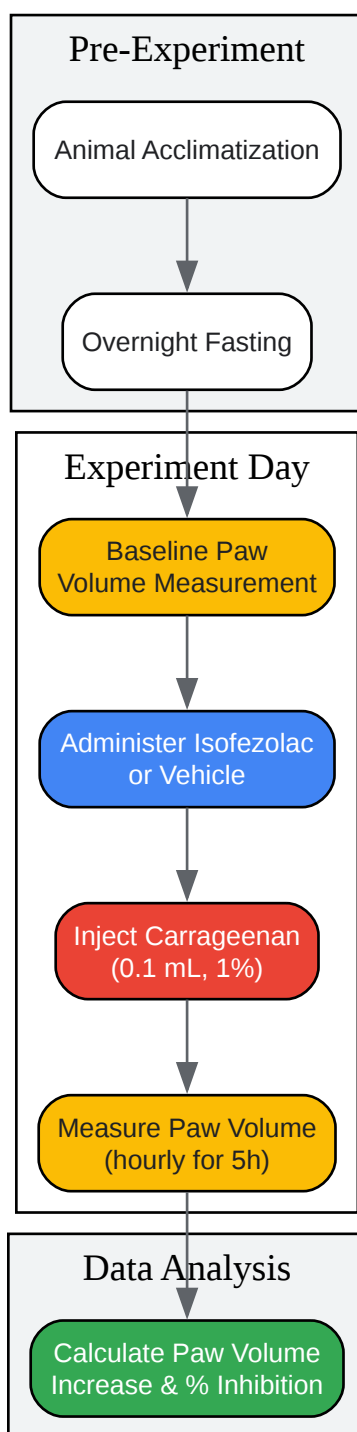 Pre-Experiment
Animal Acclimatization
Overnight Fasting
Experiment Day
Baseline Paw
Volume Measurement
Administer Isofezolac
or Vehicle
Inject Carrageenan
(0.1 mL, 1%)
Measure Paw Volume
(hourly for 5h)
Data Analysis
Calculate Paw Volume
Increase & % Inhibition